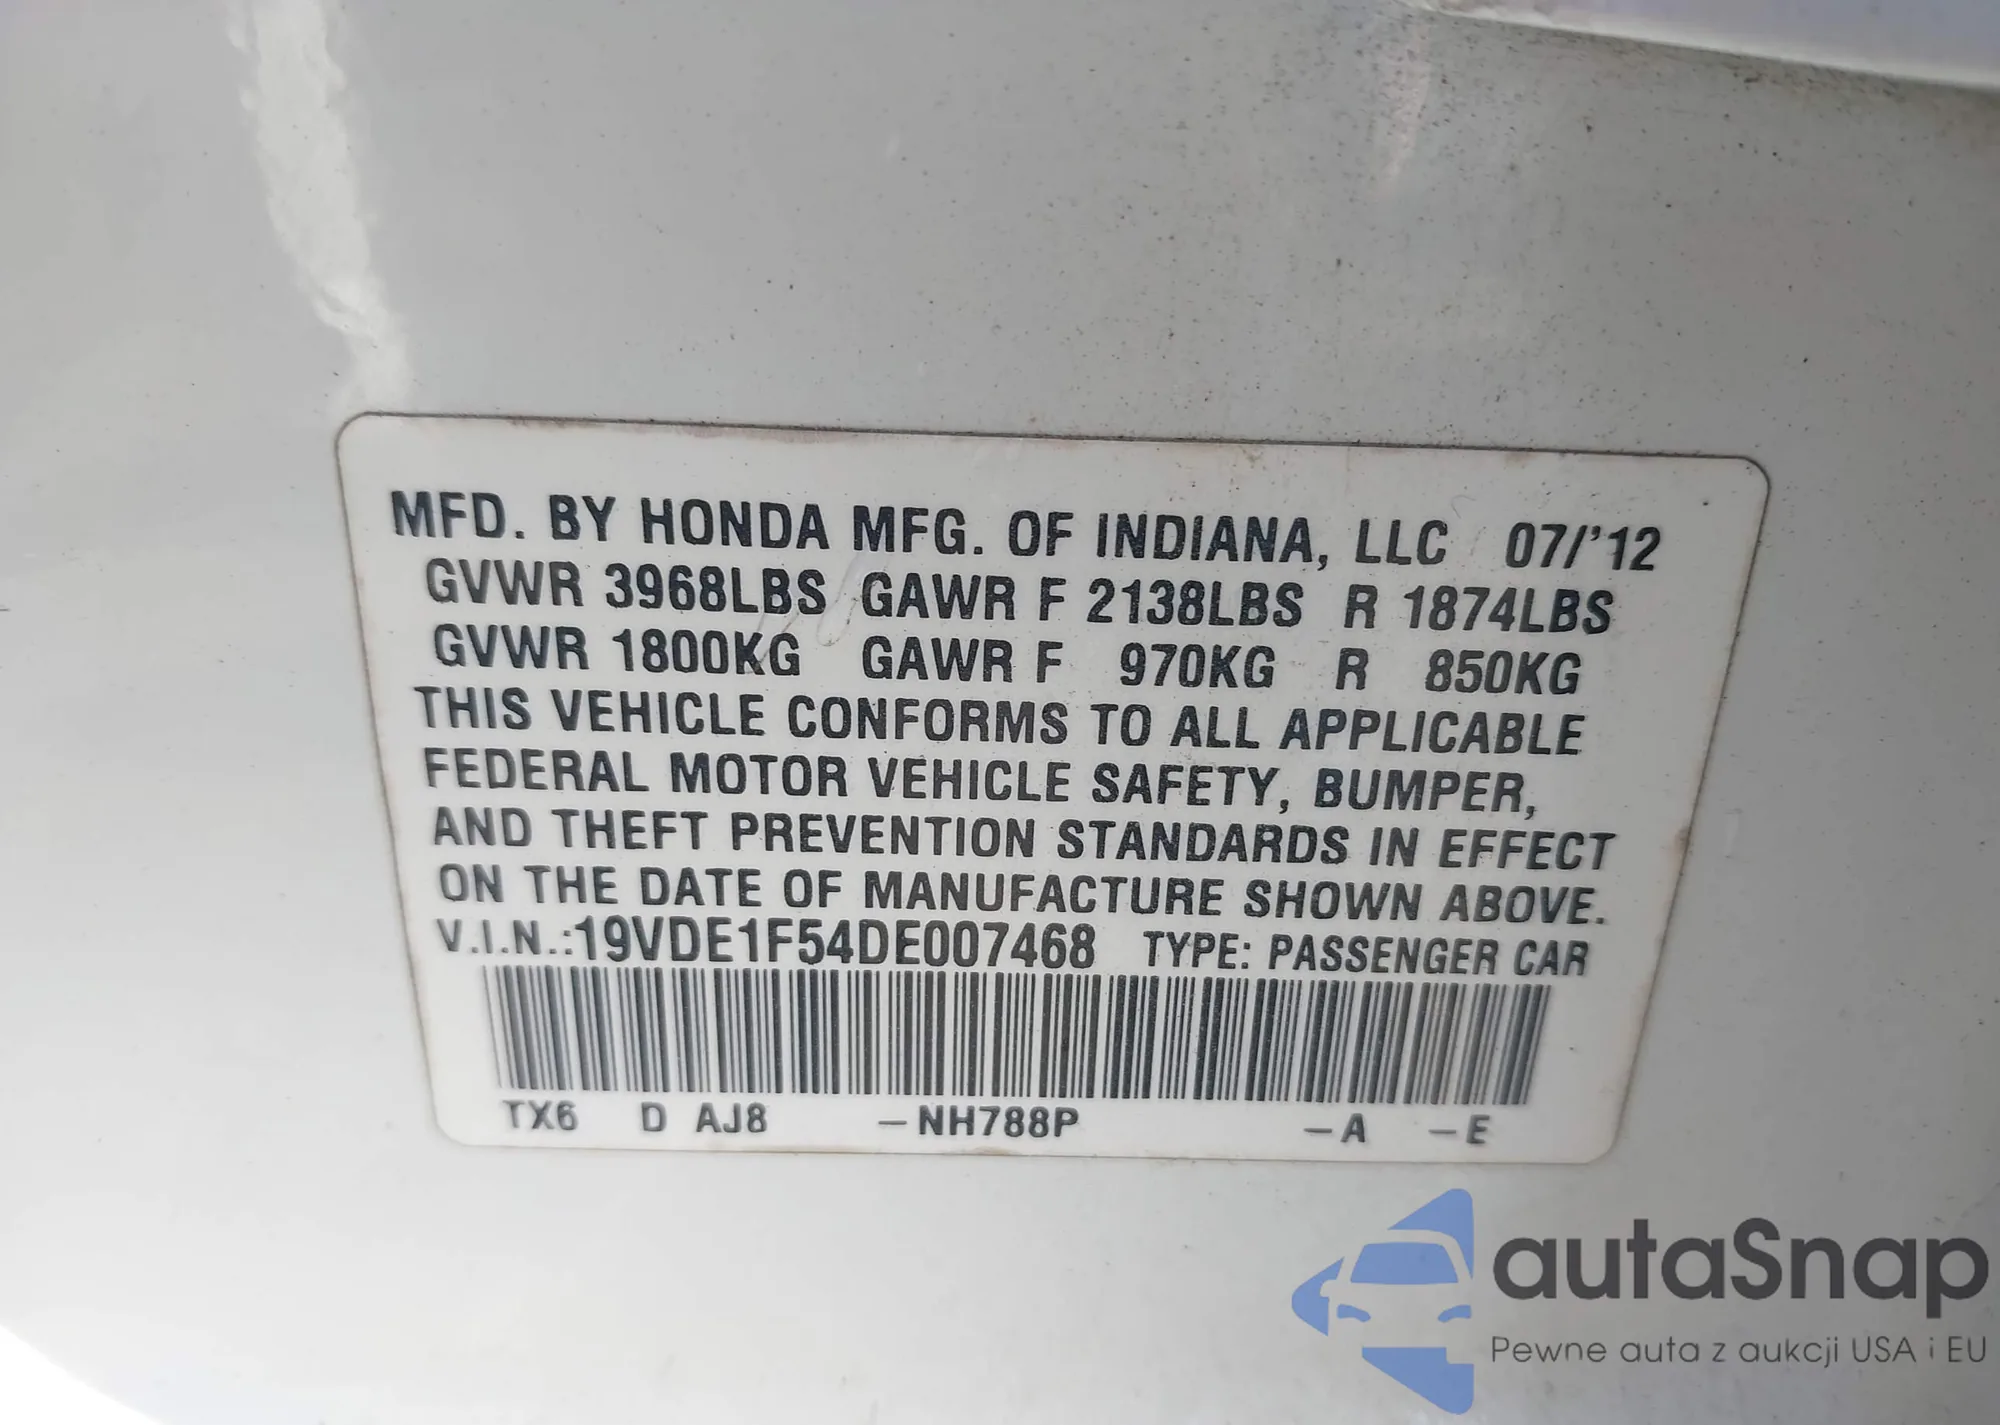 MFD. BY HONDA MFG. OF INDIANA, LLC 07/'12
GVWR 3968LBS GAWR F 2138LBS R 1874LBS
GVWR 1800KG GAWR F 970KG R 850KG
THIS VEHICLE CONFORMS TO ALL APPLICABLE
FEDERAL MOTOR VEHICLE SAFETY, BUMPER,
AND THEFT PREVENTION STANDARDS IN EFFECT
ON THE DATE OF MANUFACTURE SHOWN ABOVE.
V.I.N.:19VDE1F54DE007468 TYPE: PASSENGER CAR
TX6 D AJ8 –NH788P –A –E
autaSnap
Pewne auta z aukcji USA i EU